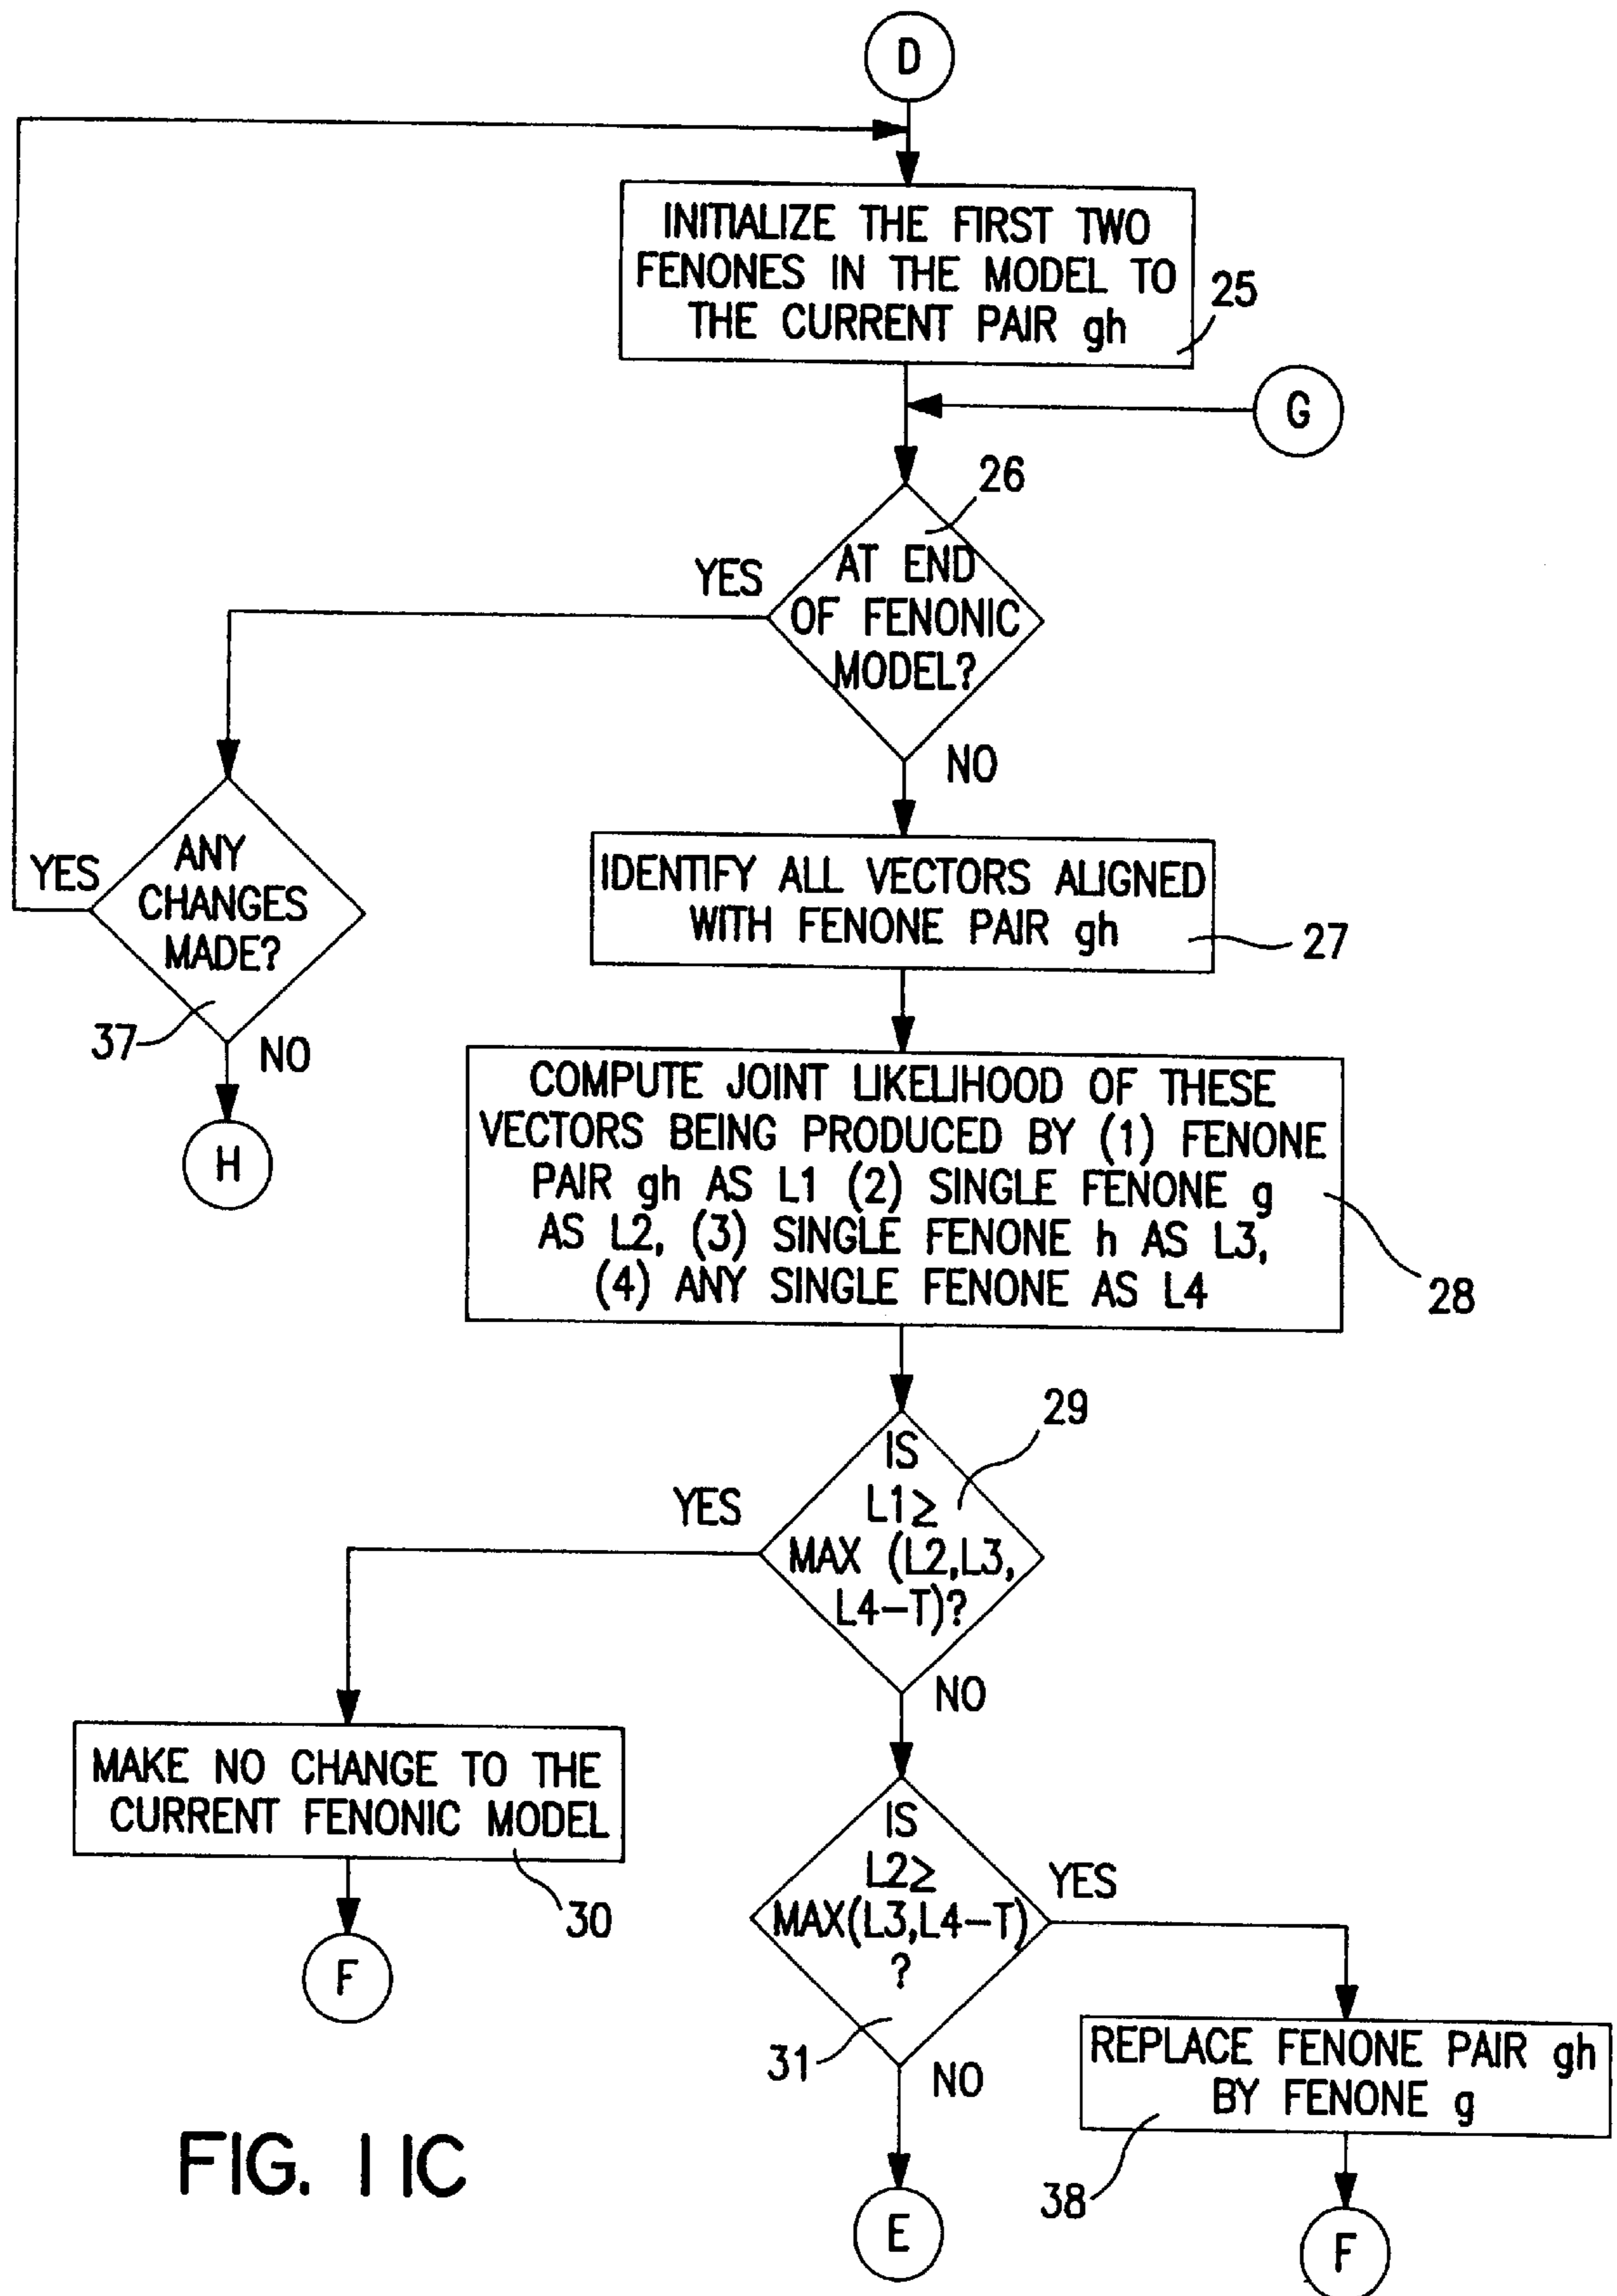 D
INITIALIZE THE FIRST TWO
FENONES IN THE MODEL TO
THE CURRENT PAIR gh
25
G
26
YES
AT END
OF FENONIC
MODEL?
NO
YES
ANY
CHANGES
MADE?
37
NO
H
IDENTIFY ALL VECTORS ALIGNED
WITH FENONE PAIR gh
27
COMPUTE JOINT LIKELIHOOD OF THESE
VECTORS BEING PRODUCED BY (1) FENONE
PAIR gh AS L1 (2) SINGLE FENONE g
AS L2, (3) SINGLE FENONE h AS L3,
(4) ANY SINGLE FENONE AS L4
28
29
YES
IS
L1≥
MAX (L2,L3,
L4-T)?
NO
MAKE NO CHANGE TO THE
CURRENT FENONIC MODEL
30
F
IS
L2≥
MAX(L3,L4-T)
?
YES
31
NO
REPLACE FENONE PAIR gh
BY FENONE g
38
E
F
FIG. 11C